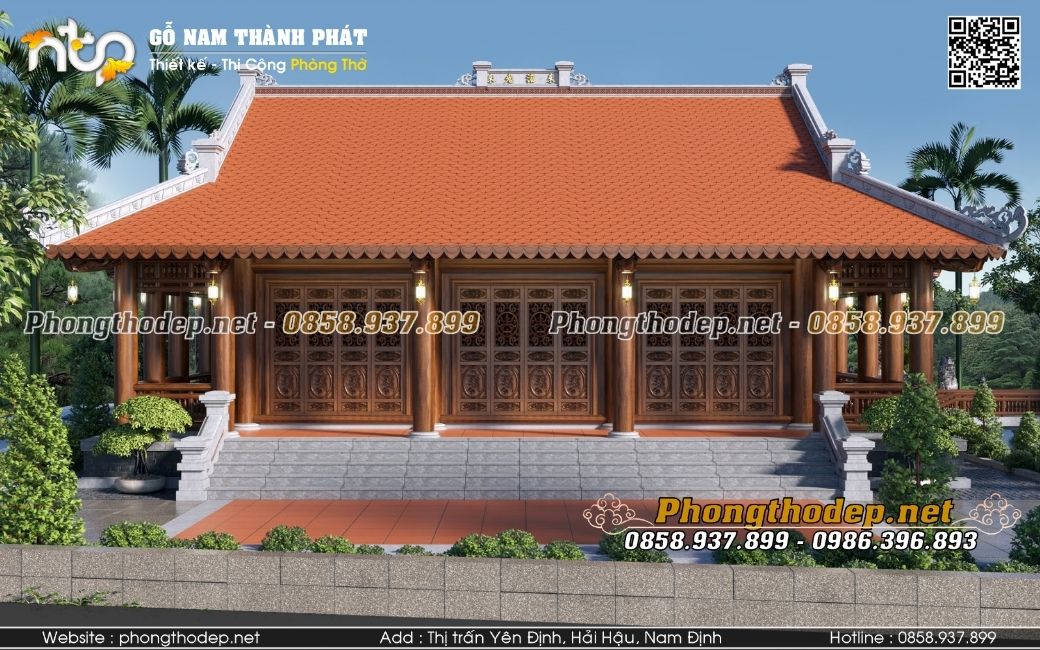 ntp
GỖ NAM THÀNH PHÁT
Thiết kế - Thi Công Phòng Thờ
Phongthodep.net - 0858.937.899 Phongthodep.net - 0858.937.899
Phongthodep.net
0858.937.899 - 0986.396.893
Website : phongthodep.net Add : Thị trấn Yên Định, Hải Hậu, Nam Định Hotline : 0858.937.899